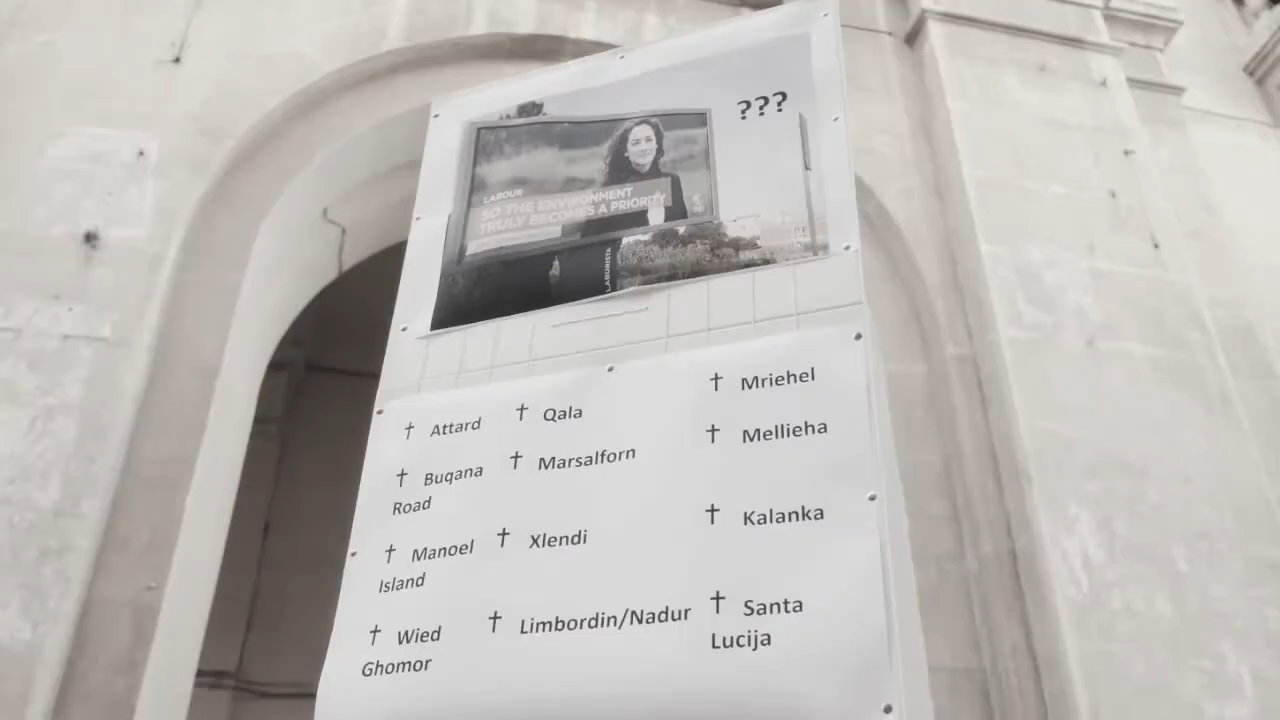 ???
LABOUR
SO THE ENVIRONMENT
TRULY BECOMES A PRIORITY
LABURISTA
† Attard
† Buqana
Road
† Manoel
Island
† Wied
Ghomor
† Qala
† Marsalforn
† Xlendi
† Limbordin/Nadur
† Mriehel
† Mellieha
† Kalanka
† Santa
Lucija